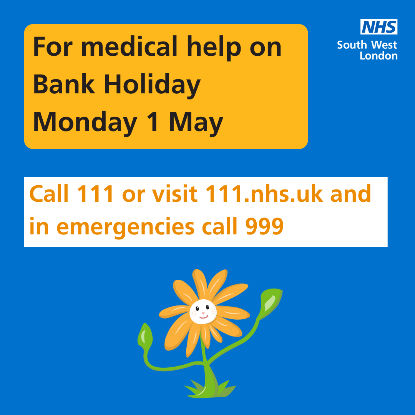 NHS
South West
London
For medical help on
Bank Holiday
Monday 1 May
Call 111 or visit 111.nhs.uk and
in emergencies call 999